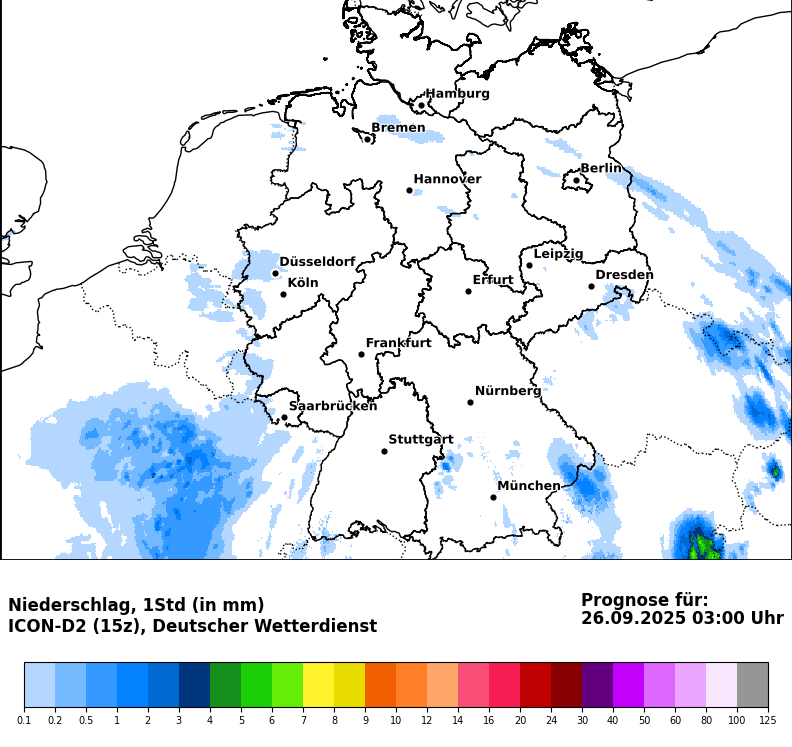 Hamburg
Bremen
Berlin
Hannover
Leipzig
Düsseldorf
Dresden
Köln
Erfurt
Frankfurt
Nürnberg
Saarbrücken
Stuttgart
München
Niederschlag, 1Std (in mm)
ICON-D2 (15z), Deutscher Wetterdienst
Prognose für:
26.09.2025 03:00 Uhr
0.1 0.2 0.5 1 2 3 4 5 6 7 8 9 10 12 14 16 20 24 30 40 50 60 80 100 125